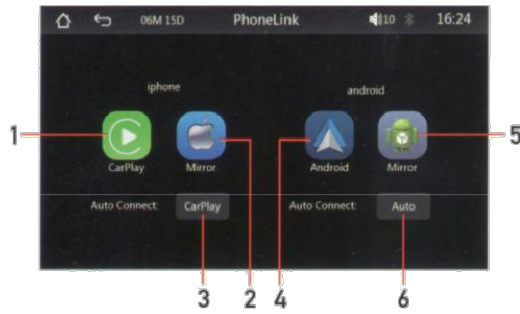 06M 15D PhoneLink 10 16:24
iphone android
1 5
CarPlay Mirror Android Mirror
Auto Connect: CarPlay Auto Connect: Auto
3 2 4 6